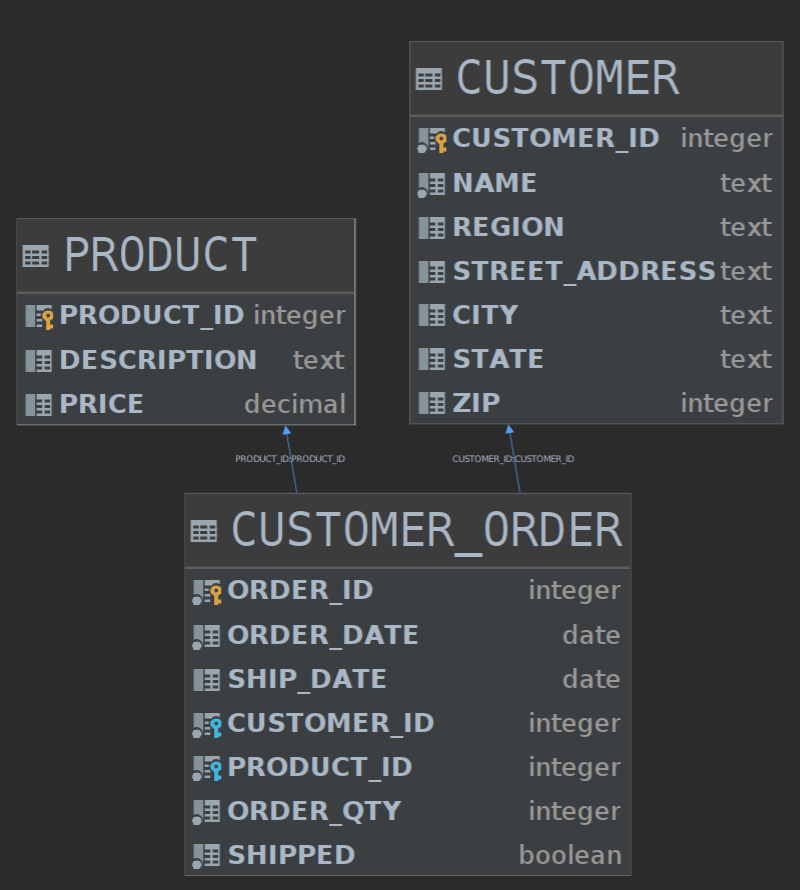 CUSTOMER
CUSTOMER_ID integer
NAME text
REGION text
STREET_ADDRESS text
CITY text
STATE text
ZIP integer
PRODUCT
PRODUCT_ID integer
DESCRIPTION text
PRICE decimal
PRODUCT_ID:PRODUCT_ID
CUSTOMER_ID:CUSTOMER_ID
CUSTOMER_ORDER
ORDER_ID integer
ORDER_DATE date
SHIP_DATE date
CUSTOMER_ID integer
PRODUCT_ID integer
ORDER_QTY integer
SHIPPED boolean